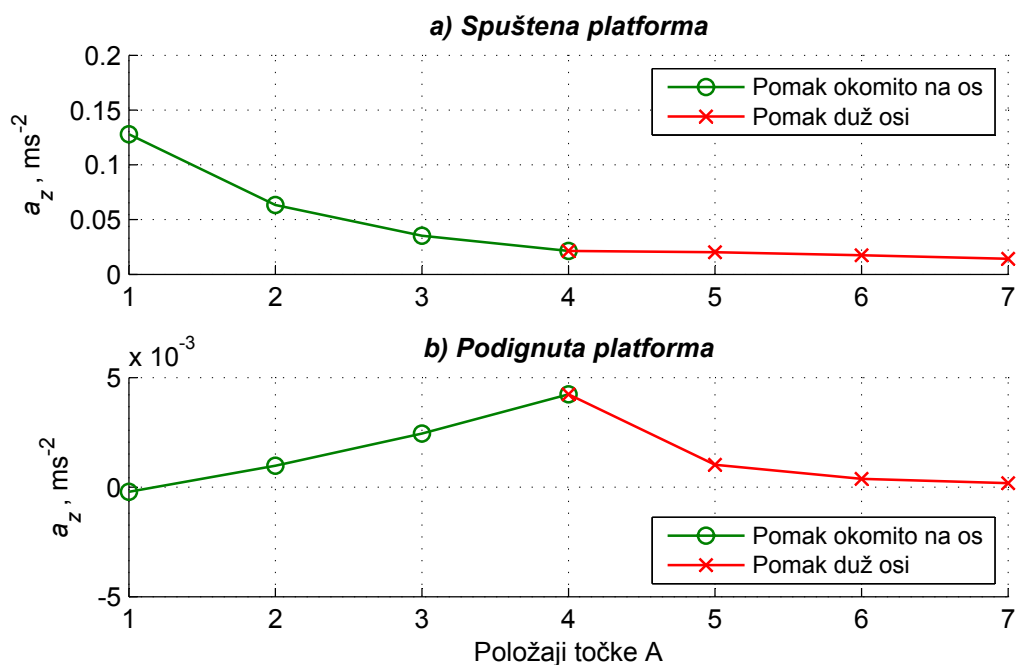 a) Spuštena platforma
0.2
0.15
0.1
0.05
0
a_z , ms^-2
Pomak okomito na os
Pomak duž osi
1 2 3 4 5 6 7
b) Podignuta platforma
x 10^-3
5
0
-5
a_z , ms^-2
Pomak okomito na os
Pomak duž osi
1 2 3 4 5 6 7
Položaji točke A